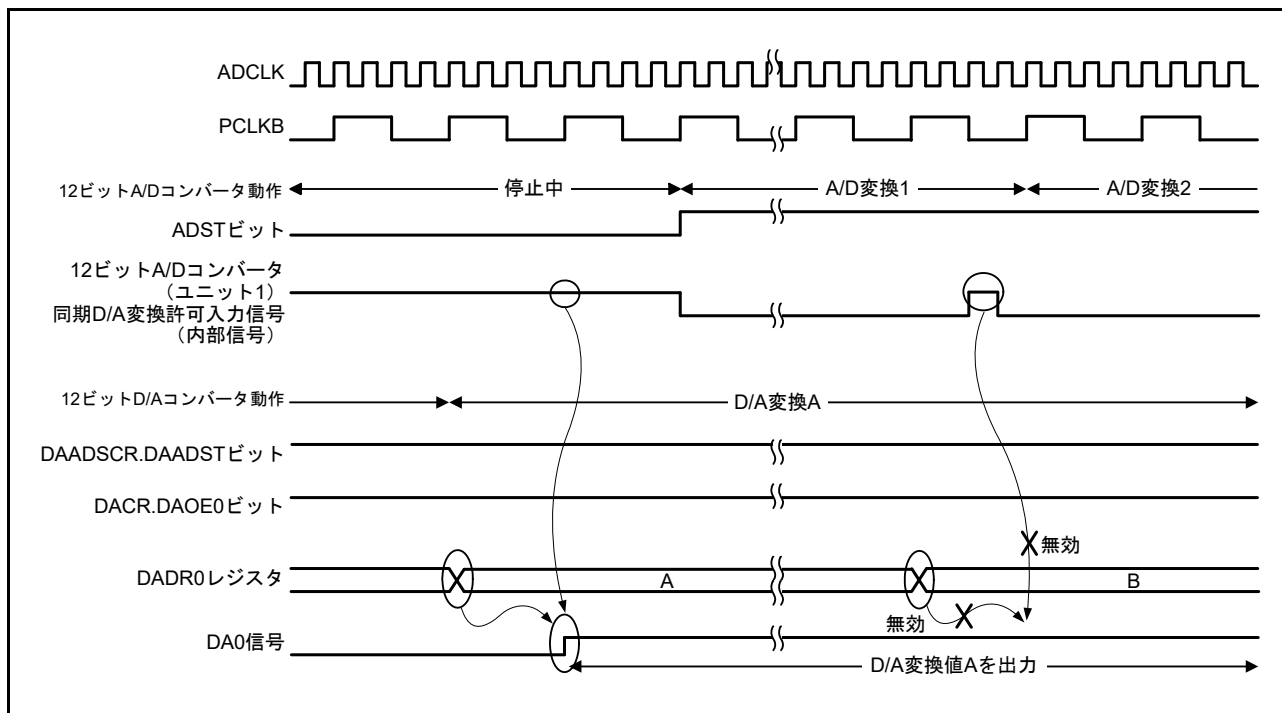 ADCLK
PCLKB
12ビットA/Dコンバータ動作
停止中
A/D変換1
A/D変換2
ADSTビット
12ビットA/Dコンバータ
（ユニット1）
同期D/A変換許可入力信号
（内部信号）
12ビットD/Aコンバータ動作
D/A変換A
DAADSCR.DAADSTビット
DACR.DAOE0ビット
無効
DADR0レジスタ
A
B
無効
DA0信号
D/A変換値Aを出力